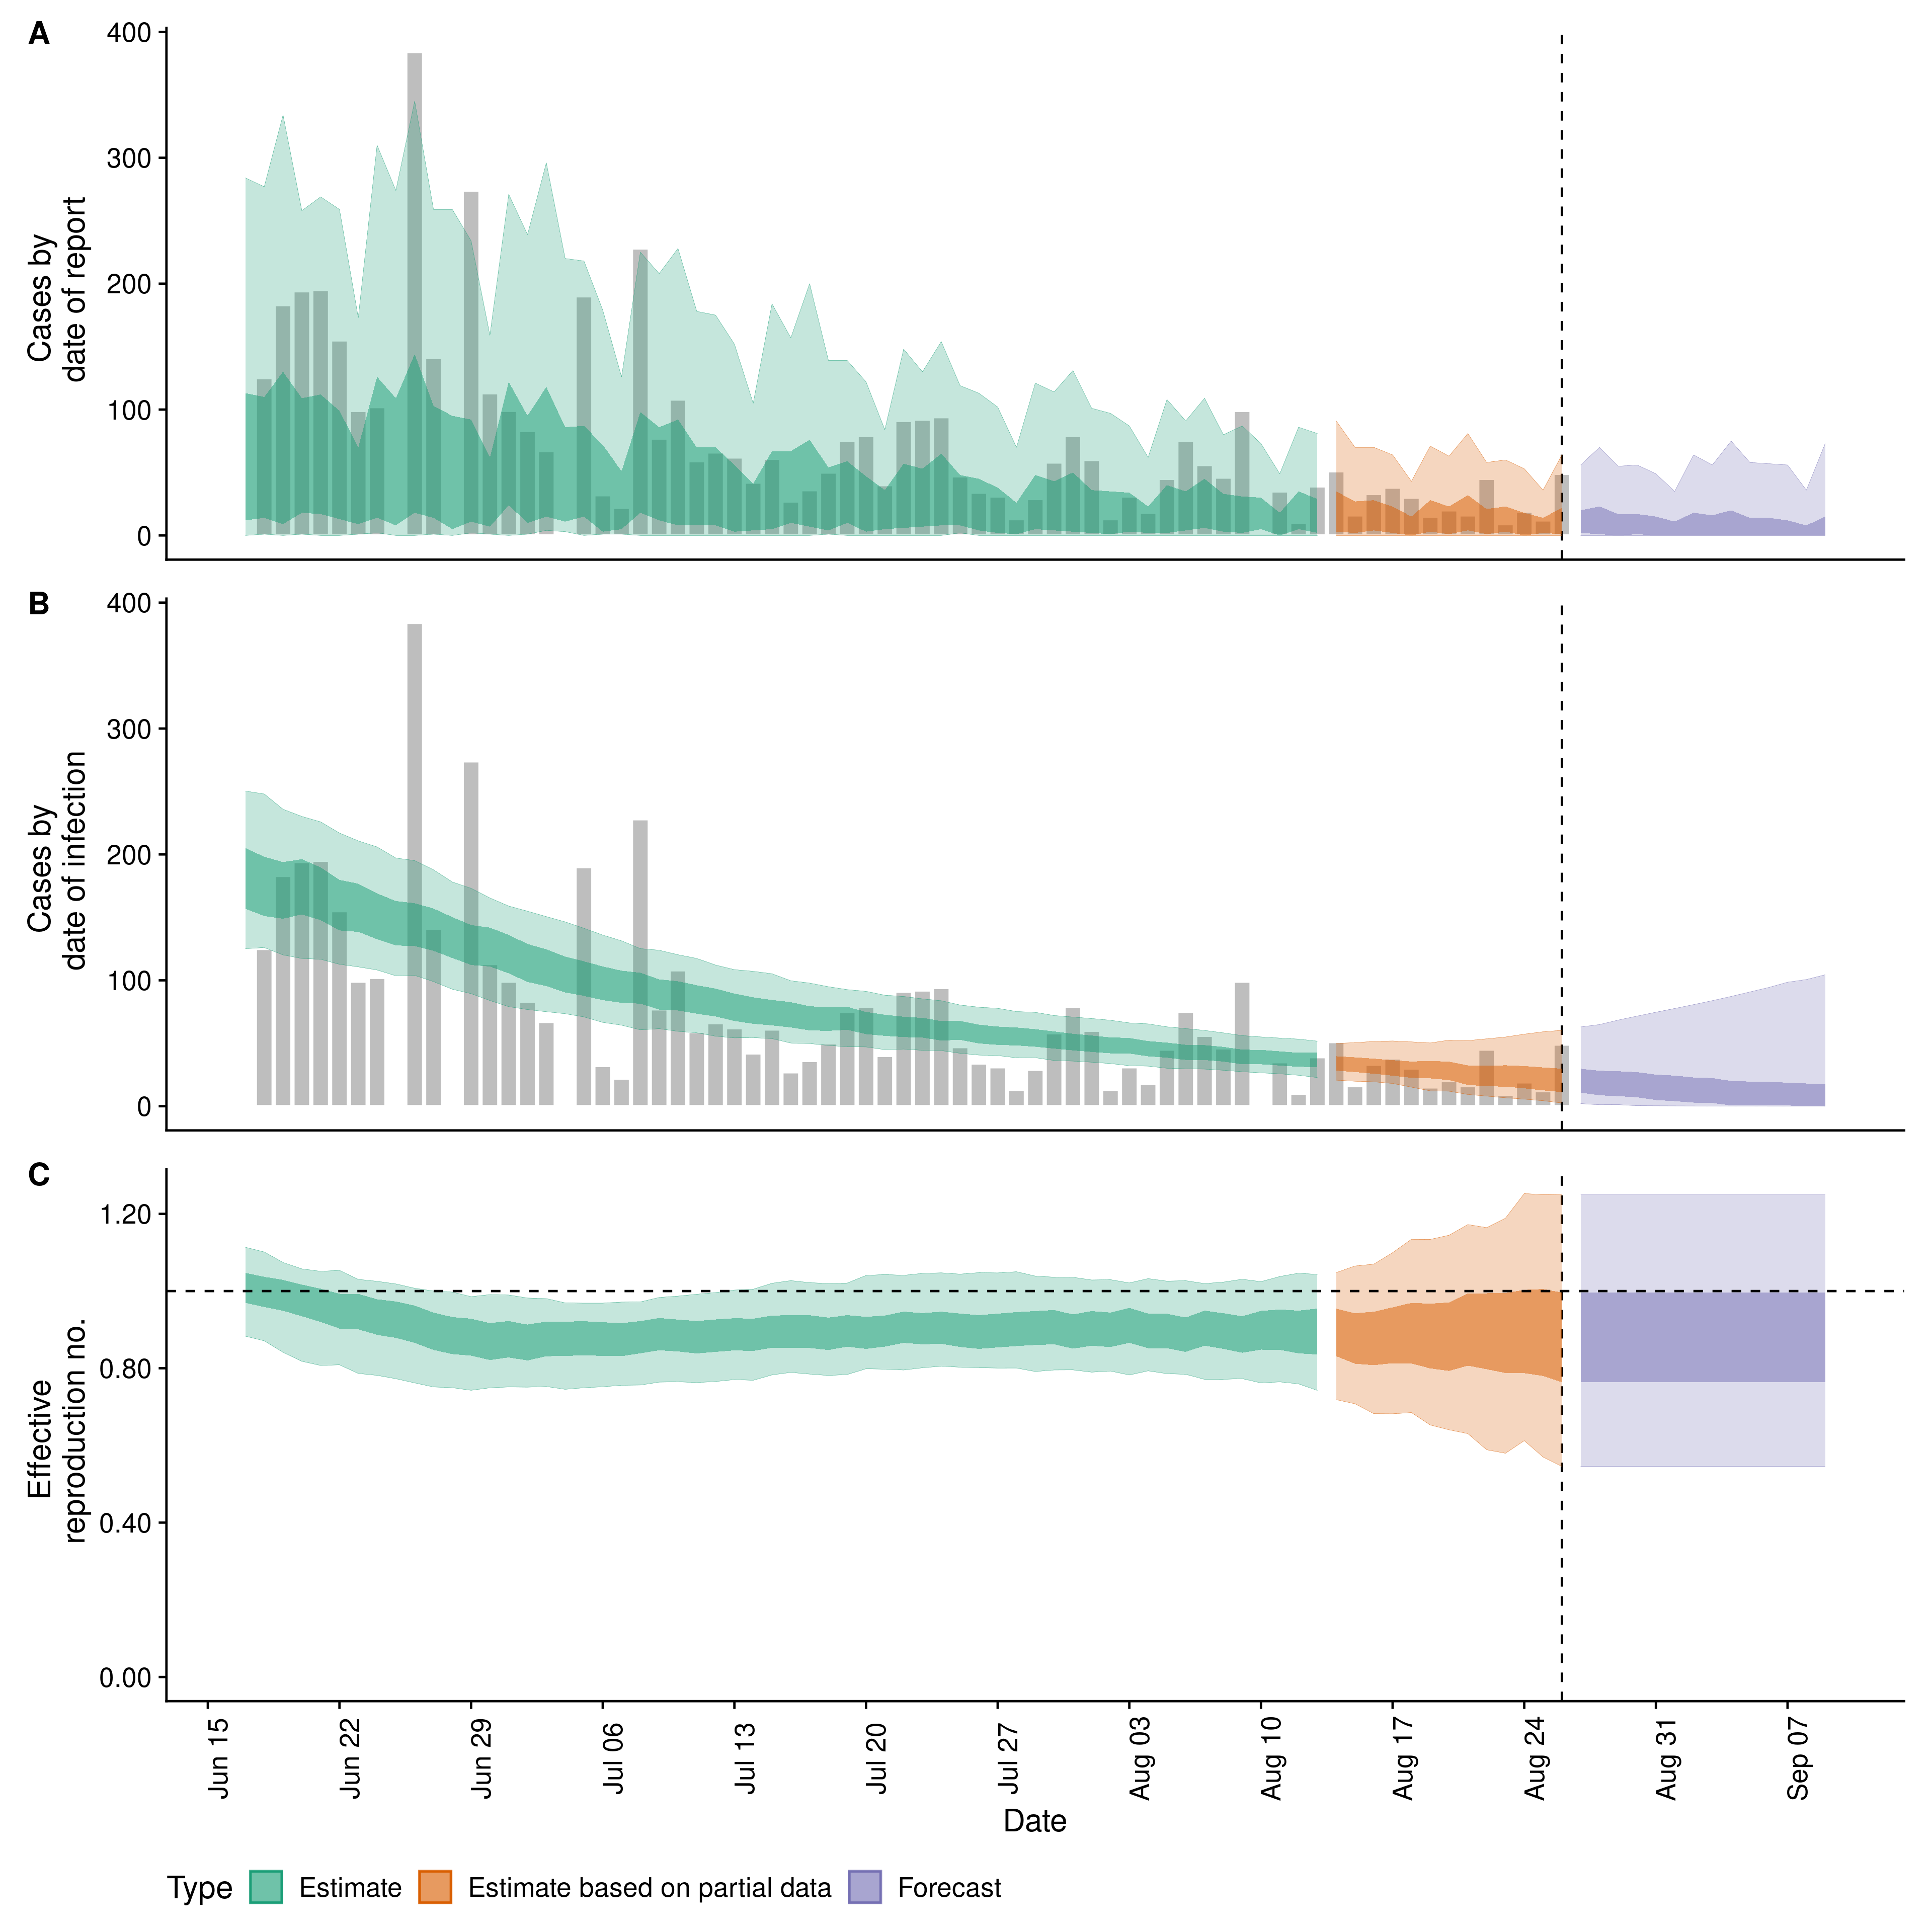 A
400
300
200
100
0
Cases by
date of report
B
400
300
200
100
0
Cases by
date of infection
C
1.20
0.80
0.40
0.00
Effective
reproduction no.
Jun 15
Jun 22
Jun 29
Jul 06
Jul 13
Jul 20
Jul 27
Aug 03
Aug 10
Aug 17
Aug 24
Aug 31
Sep 07
Date
Type Estimate Estimate based on partial data Forecast